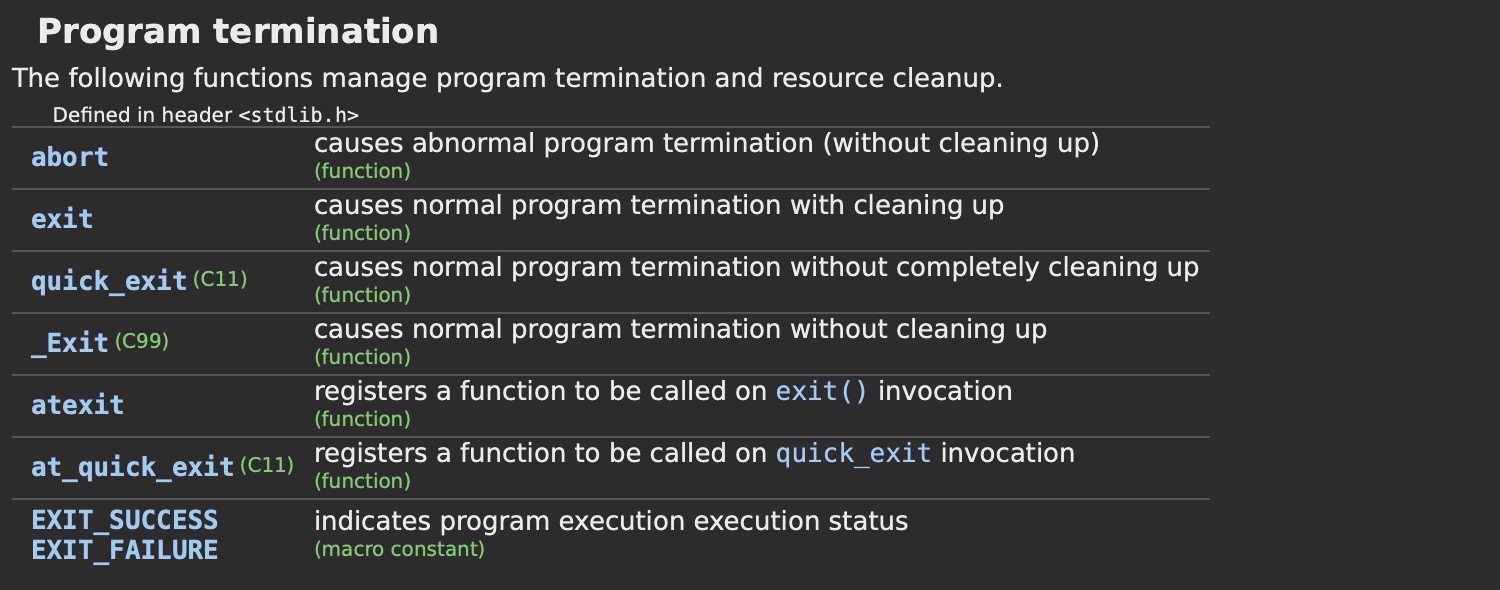 Program termination
The following functions manage program termination and resource cleanup.
Defined in header <stdlib.h>
abort causes abnormal program termination (without cleaning up)
(function)
exit causes normal program termination with cleaning up
(function)
quick_exit (C11) causes normal program termination without completely cleaning up
(function)
_Exit (C99) causes normal program termination without cleaning up
(function)
atexit registers a function to be called on exit() invocation
(function)
at_quick_exit (C11) registers a function to be called on quick_exit invocation
(function)
EXIT_SUCCESS indicates program execution execution status
EXIT_FAILURE (macro constant)